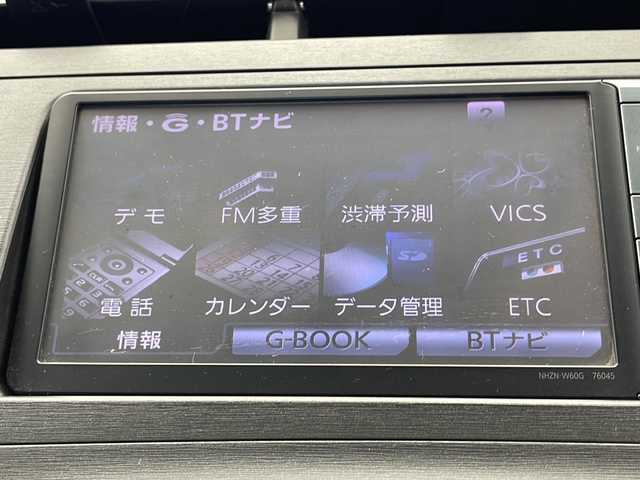 情報・G・BTナビ
?
デモ FM多重 渋滞予測 VICS
SD
ETC
電話 カレンダー データ管理 ETC
情報 G-BOOK BTナビ
NHZN-W60G 76045